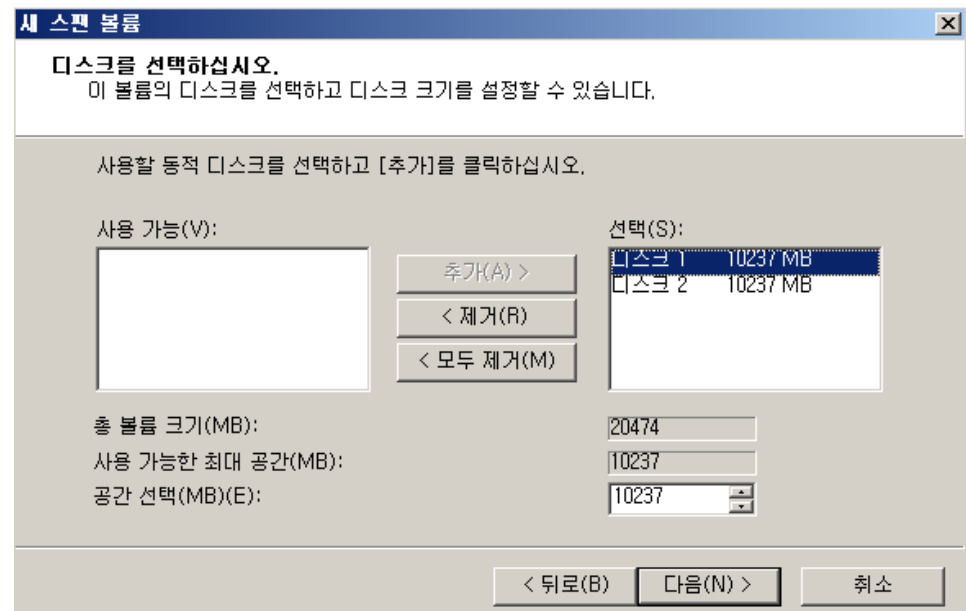 새 스팬 볼륨
디스크를 선택하십시오.
이 볼륨의 디스크를 선택하고 디스크 크기를 설정할 수 있습니다.
사용할 동적 디스크를 선택하고 [추가]를 클릭하십시오.
사용 가능(V):
선택(S):
디스크 1 10237 MB
디스크 2 10237 MB
추가(A) >
< 제거(R)
< 모두 제거(M)
총 볼륨 크기(MB): 20474
사용 가능한 최대 공간(MB): 10237
공간 선택(MB)(E): 10237
< 뒤로(B) 다음(N) > 취소